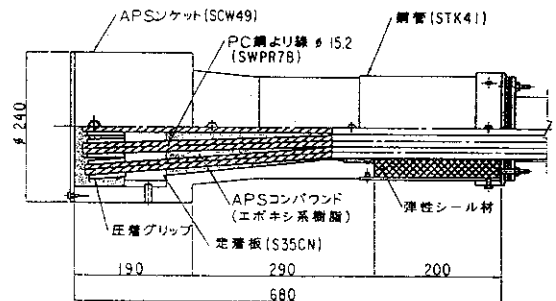 APSソケット(SCW49)
鋼管(STK41)
PC鋼より線 φ15.2
(SWPR7B)
φ240
APSコンパウンド
(エポキシ系樹脂)
弾性シール材
圧着グリップ
定着板(S35CN)
190
290
200
680